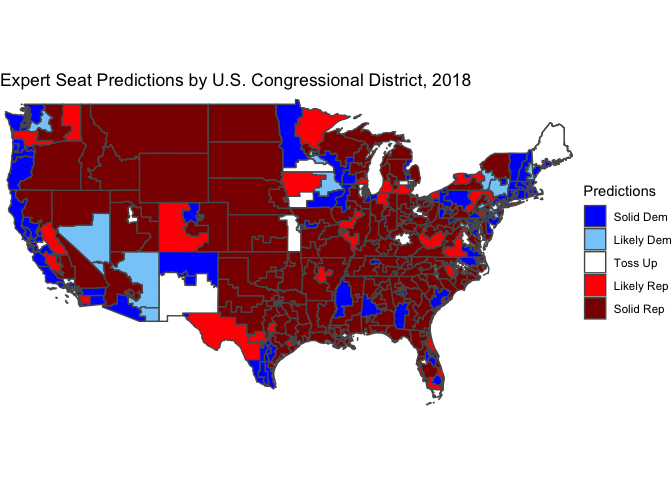 Expert Seat Predictions by U.S. Congressional District, 2018
Predictions
Solid Dem
Likely Dem
Toss Up
Likely Rep
Solid Rep